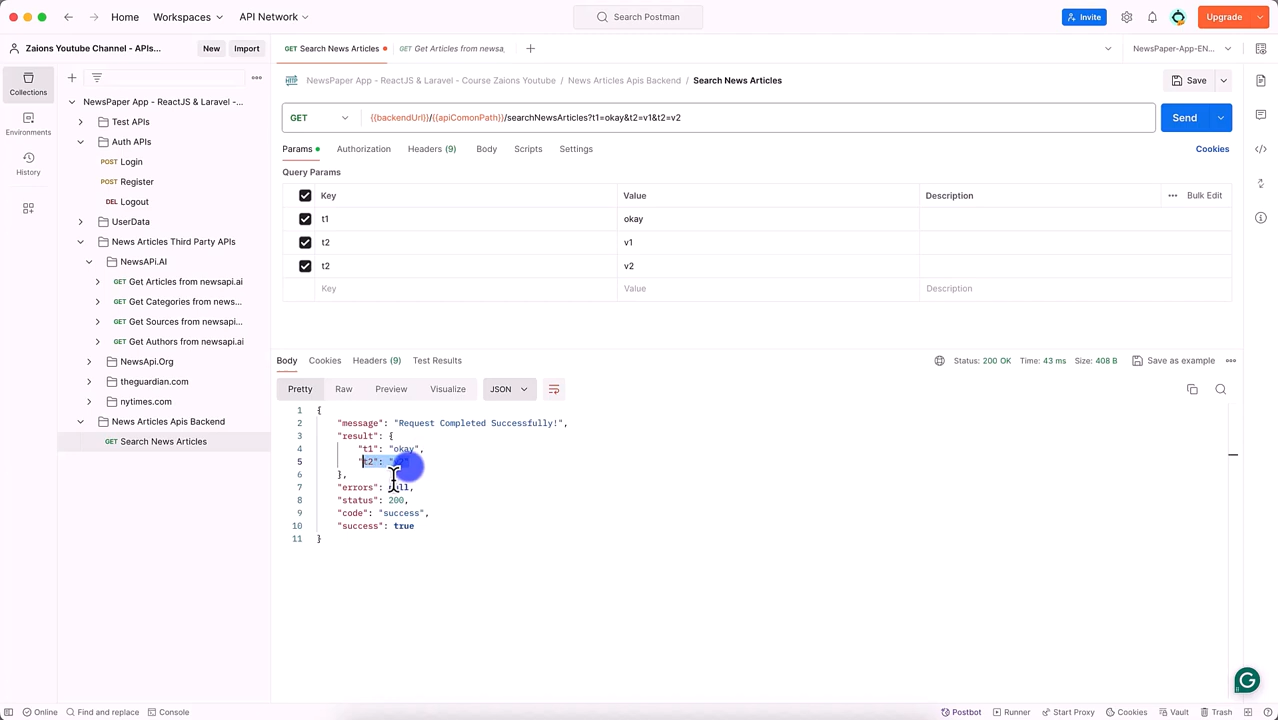 Home Workspaces API Network Search Postman Invite Upgrade
Zaions Youtube Channel - APIs... New Import GET Search News Articles GET Get Articles from newsa NewsPaper-App-EN...
Collections
Environments
History
NewsPaper App - ReactJS & Laravel -...
Test APIs
Auth APIs
POST Login
POST Register
DEL Logout
UserData
News Articles Third Party APIs
NewsAPi.AI
GET Get Articles from newsapi.ai
GET Get Categories from news...
GET Get Sources from newsapi...
GET Get Authors from newsapi.ai
NewsApi.Org
theguardian.com
nytimes.com
News Articles Apis Backend
GET Search News Articles
HTTP NewsPaper App - ReactJS & Laravel - Course Zaions Youtube / News Articles Apis Backend / Search News Articles Save
GET {{backendUrl}}/{{apiComonPath}}/searchNewsArticles?t1=okay&t2=v1&t2=v2 Send
Params Authorization Headers (9) Body Scripts Settings Cookies
Query Params
Key Value Description Bulk Edit
t1 okay
t2 v1
t2 v2
Key Value Description
Body Cookies Headers (9) Test Results Status: 200 OK Time: 43 ms Size: 408 B Save as example
Pretty Raw Preview Visualize JSON
1 {
2 "message": "Request Completed Successfully!",
3 "result": {
4 "t1": "okay",
5 "t2":
6 },
7 "errors":
8 "status": 200,
9 "code": "success",
10 "success": true
11 }
Online Find and replace Console Postbot Runner Start Proxy Cookies Vault Trash